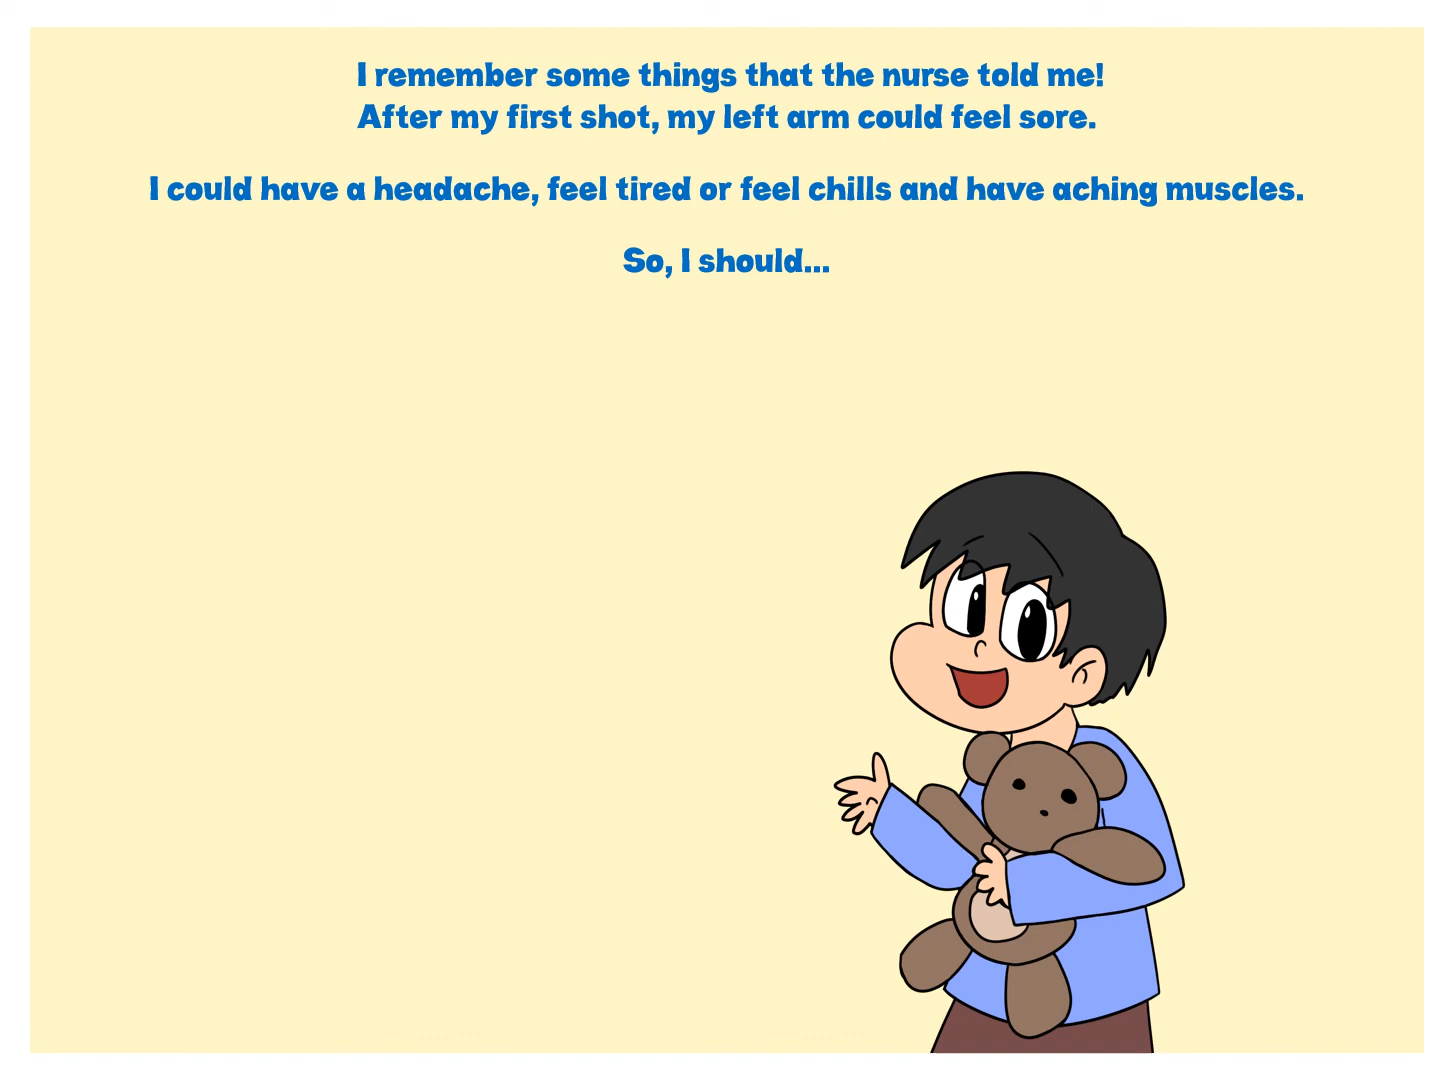 I remember some things that the nurse told me!
After my first shot, my left arm could feel sore.
I could have a headache, feel tired or feel chills and have aching muscles.
So, I should...